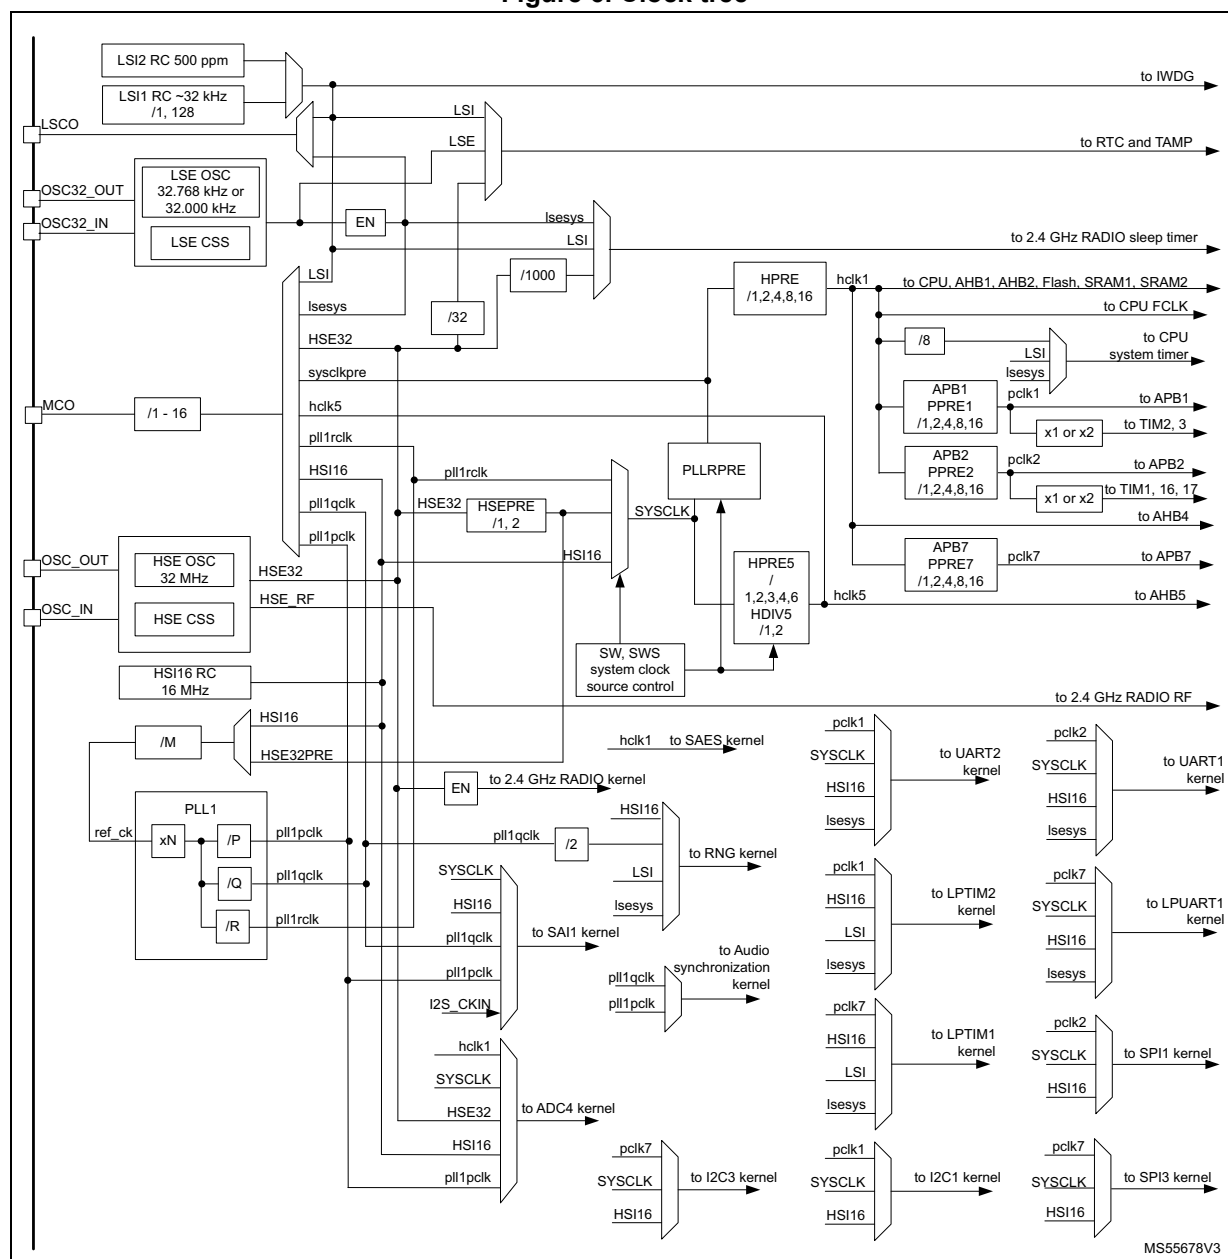 LSI2 RC 500 ppm
to IWDG
LSI1 RC ~32 kHz
/1, 128
LSCO
LSI
LSE
to RTC and TAMP
OSC32_OUT
LSE OSC
32.768 kHz or
32.000 kHz
OSC32_IN
EN
lsesys
LSE CSS
LSI
to 2.4 GHz RADIO sleep timer
LSI
/1000
HPRE
/1,2,4,8,16
hclk1
to CPU, AHB1, AHB2, Flash, SRAM1, SRAM2
lsesys
/32
to CPU FCLK
HSE32
/8
to CPU
system timer
LSI
lsesys
sysclkpre
MCO
/1 - 16
hclk5
APB1
PPRE1
/1,2,4,8,16
pclk1
to APB1
x1 or x2
to TIM2, 3
pll1rclk
HSI16
pll1rclk
PLLRPRE
APB2
PPRE2
/1,2,4,8,16
pclk2
to APB2
x1 or x2
to TIM1, 16, 17
pll1qclk
HSE32
HSEPRE
/1, 2
SYSCLK
to AHB4
pll1pclk
HSI16
OSC_OUT
HSE OSC
32 MHz
HSE32
HPRE5
/
1,2,3,4,6
HDIV5
/1,2
APB7
PPRE7
/1,2,4,8,16
pclk7
to APB7
HSE_RF
hclk5
to AHB5
OSC_IN
HSE CSS
SW, SWS
system clock
source control
HSI16 RC
16 MHz
to 2.4 GHz RADIO RF
/M
HSI16
HSE32PRE
hclk1
to SAES kernel
EN
to 2.4 GHz RADIO kernel
pclk1
SYSCLK
HSI16
lsesys
to UART2
kernel
pclk2
SYSCLK
HSI16
lsesys
to UART1
kernel
PLL1
ref_ck
xN
/P
pll1pclk
/Q
pll1qclk
/R
pll1rclk
HSI16
pll1qclk
/2
LSI
lsesys
to RNG kernel
SYSCLK
HSI16
pll1qclk
pll1pclk
I2S_CKIN
to SAI1 kernel
pclk1
HSI16
LSI
lsesys
to LPTIM2
kernel
pclk7
SYSCLK
HSI16
lsesys
to LPUART1
kernel
to Audio
synchronization
kernel
pll1qclk
pll1pclk
pclk7
HSI16
LSI
lsesys
to LPTIM1
kernel
pclk2
SYSCLK
HSI16
to SPI1 kernel
hclk1
SYSCLK
HSE32
HSI16
pll1pclk
to ADC4 kernel
pclk7
SYSCLK
HSI16
to I2C3 kernel
pclk1
SYSCLK
HSI16
to I2C1 kernel
pclk7
SYSCLK
HSI16
to SPI3 kernel
MS55678V3